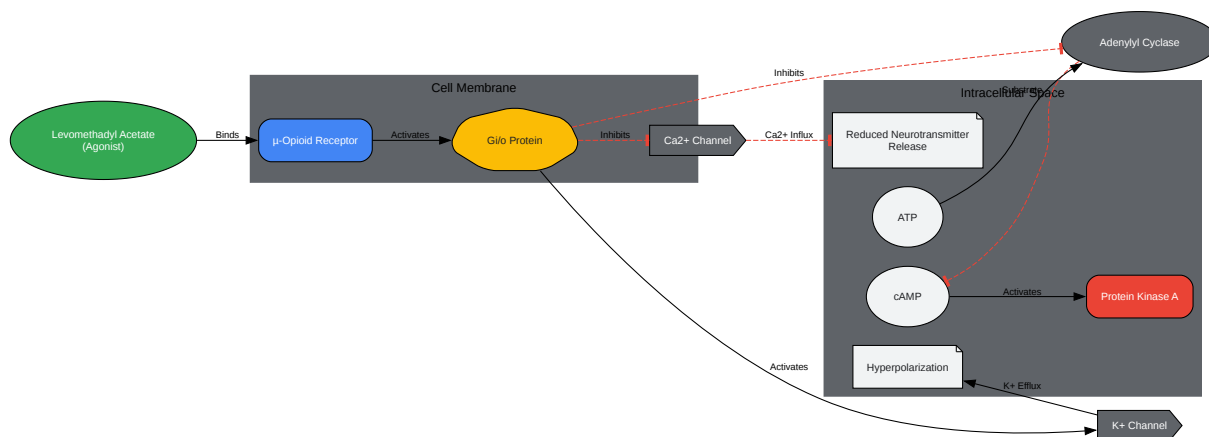 Adenylyl Cyclase
Inhibits
Cell Membrane
Substrate
Intracellular Space
Levomethadyl Acetate
(Agonist)
Binds
µ-Opioid Receptor
Activates
Gi/o Protein
Inhibits
Ca2+ Channel
Ca2+ Influx
Reduced Neurotransmitter
Release
ATP
cAMP
Activates
Protein Kinase A
Activates
Hyperpolarization
K+ Efflux
K+ Channel